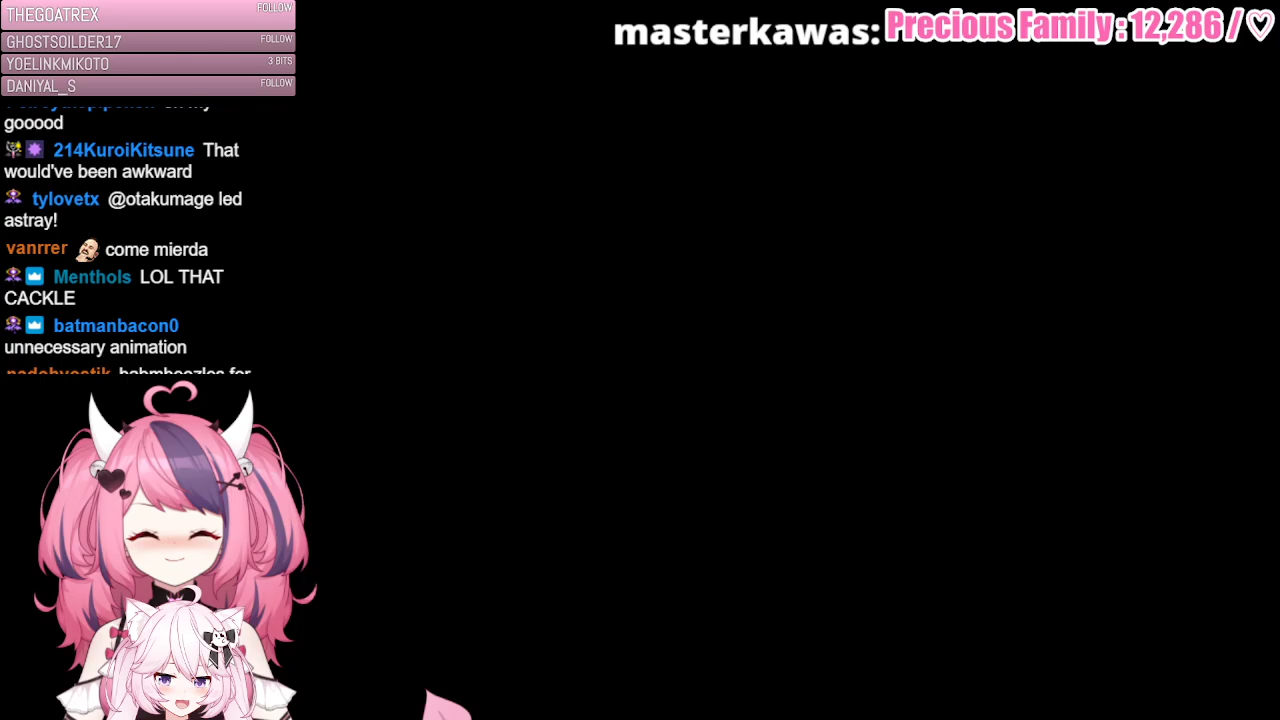 THEGOATREX FOLLOW
GHOSTSOILDER17 FOLLOW
YOELINKMIKOTO 3 BITS
DANIYAL_S FOLLOW
masterkawas: Precious Family : 12,286 / ♡
gooood
214KuroiKitsune That
would've been awkward
tylovetx @otakumage led
astray!
vanrrer come mierda
Menthols LOL THAT
CACKLE
batmanbacon0
unnecessary animation